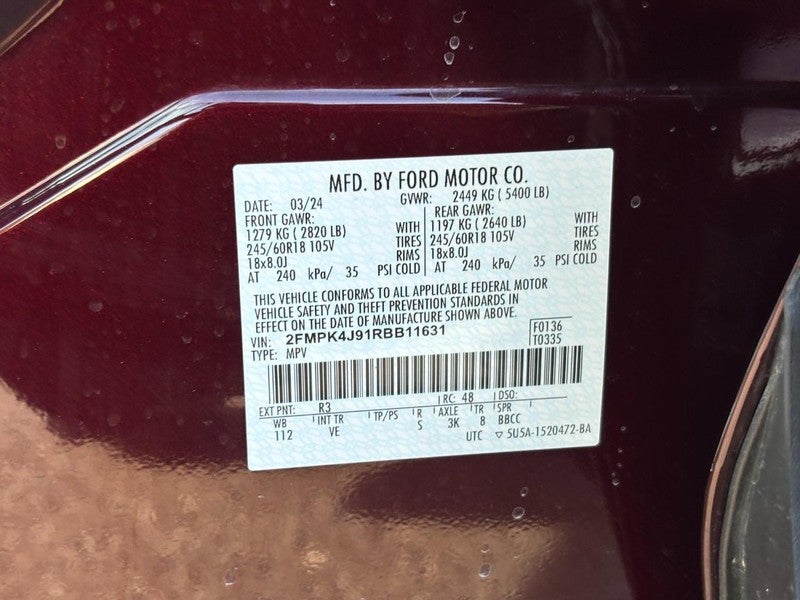 MFD. BY FORD MOTOR CO.
DATE: 03/24 GVWR: 2449 KG ( 5400 LB)
FRONT GAWR: REAR GAWR:
1279 KG ( 2820 LB) WITH 1197 KG ( 2640 LB) WITH
245/60R18 105V TIRES 245/60R18 105V TIRES
18x8.0J RIMS 18x8.0J RIMS
AT 240 kPa/ 35 PSI COLD AT 240 kPa/ 35 PSI COLD
THIS VEHICLE CONFORMS TO ALL APPLICABLE FEDERAL MOTOR
VEHICLE SAFETY AND THEFT PREVENTION STANDARDS IN
EFFECT ON THE DATE OF MANUFACTURE SHOWN ABOVE.
VIN: 2FMPK4J91RBB11631 F0136
TYPE: MPV T0335
EXT PNT: R3 RC: 48 DSO:
WB INT TR TP/PS R AXLE TR SPR
112 VE S 3K 8 BBCC
UTC ▽ 5U5A-1520472-BA